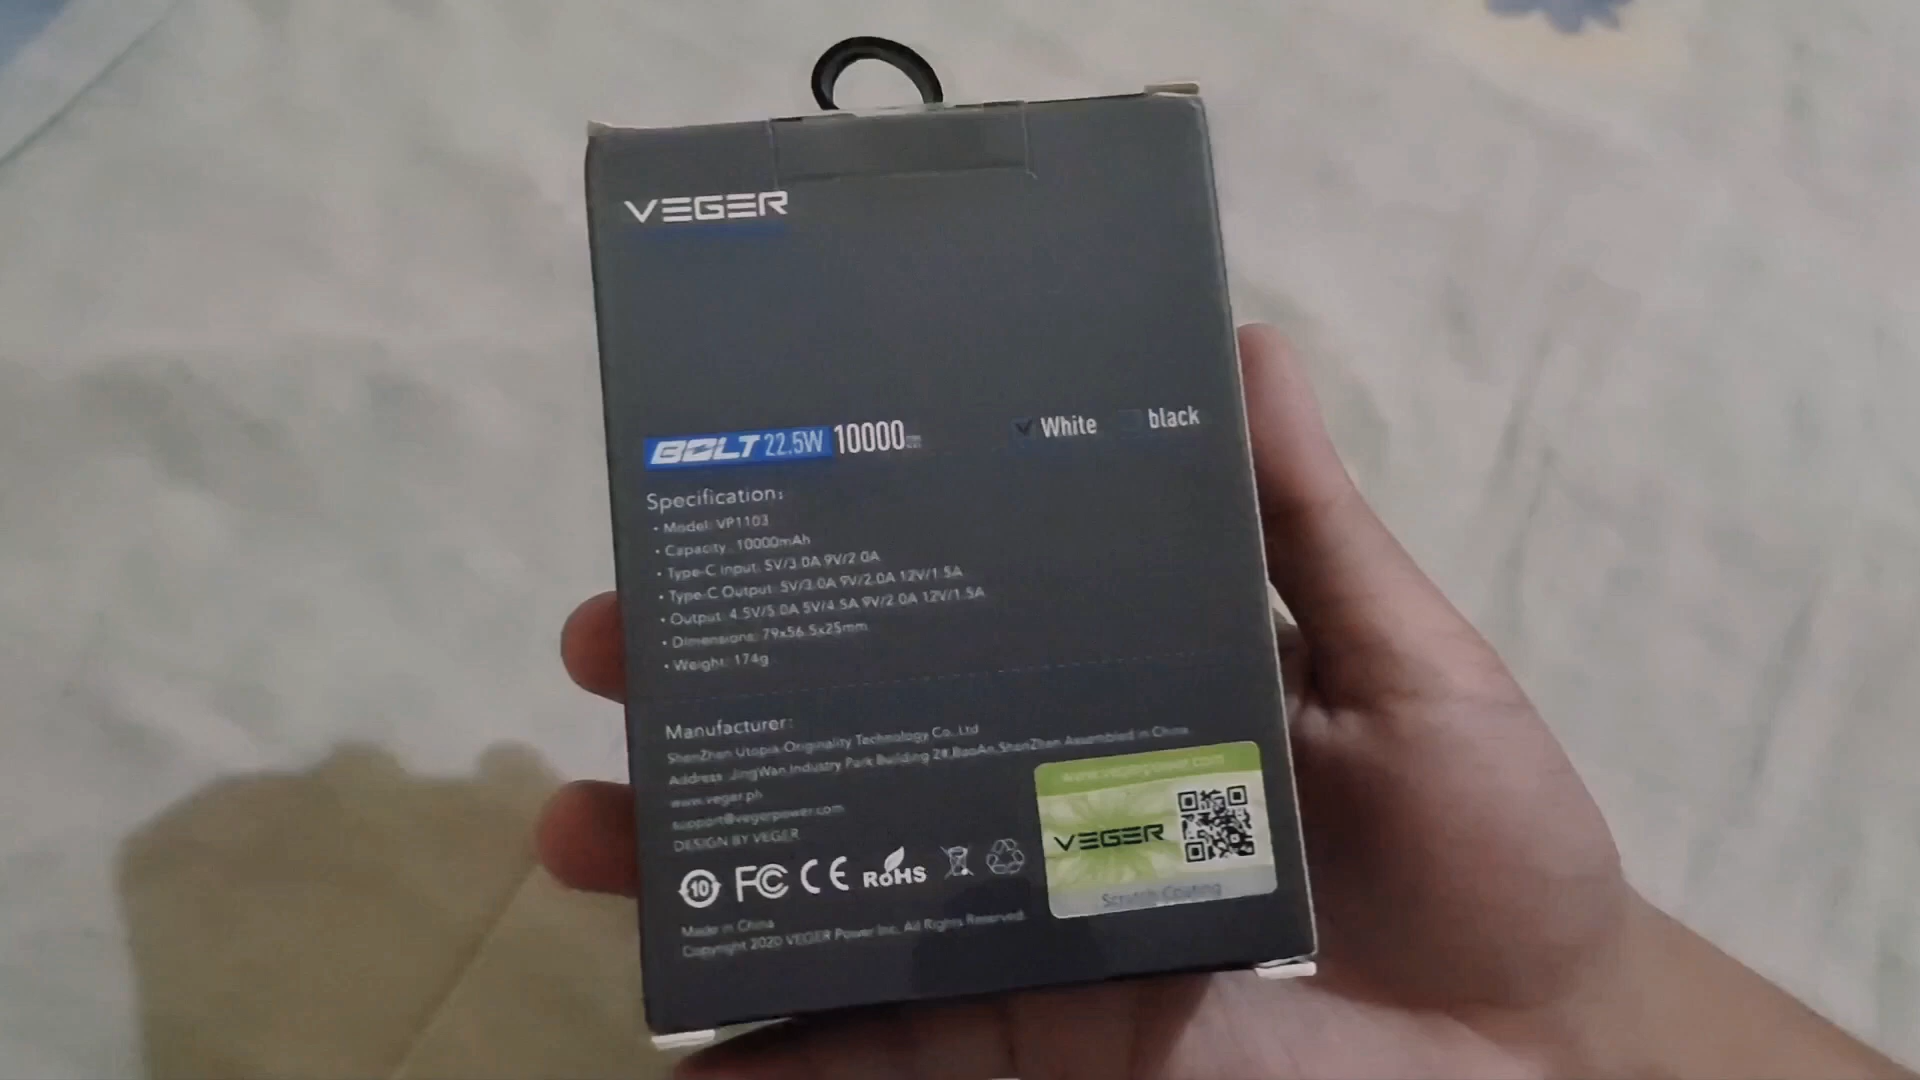 VEGER
BOLT 22.5W 10000mAh
White black
Specification:
• Model: VP1103
• Capacity: 10000mAh
• Type-C input: 5V/3.0A 9V/2.0A
• Type-C Output: 5V/3.0A 9V/2.0A 12V/1.5A
• Output: 4.5V/5.0A 5V/4.5A 9V/2.0A 12V/1.5A
• Dimensions: 79x56.5x25mm
• Weight: 174g
Manufacturer:
ShenZhen Utopia Originality Technology Co., Ltd
Address: JingWan Industry Park Building 2#,BaoAn,ShenZhen Assembled in China.
www.veger.ph
support@vegerpower.com
DESIGN BY VEGER
10 FC CE RoHS
Made in China
Copyright 2020 VEGER Power Inc. All Rights Reserved.
www.vegerpower.com
VEGER
Scratch Coating